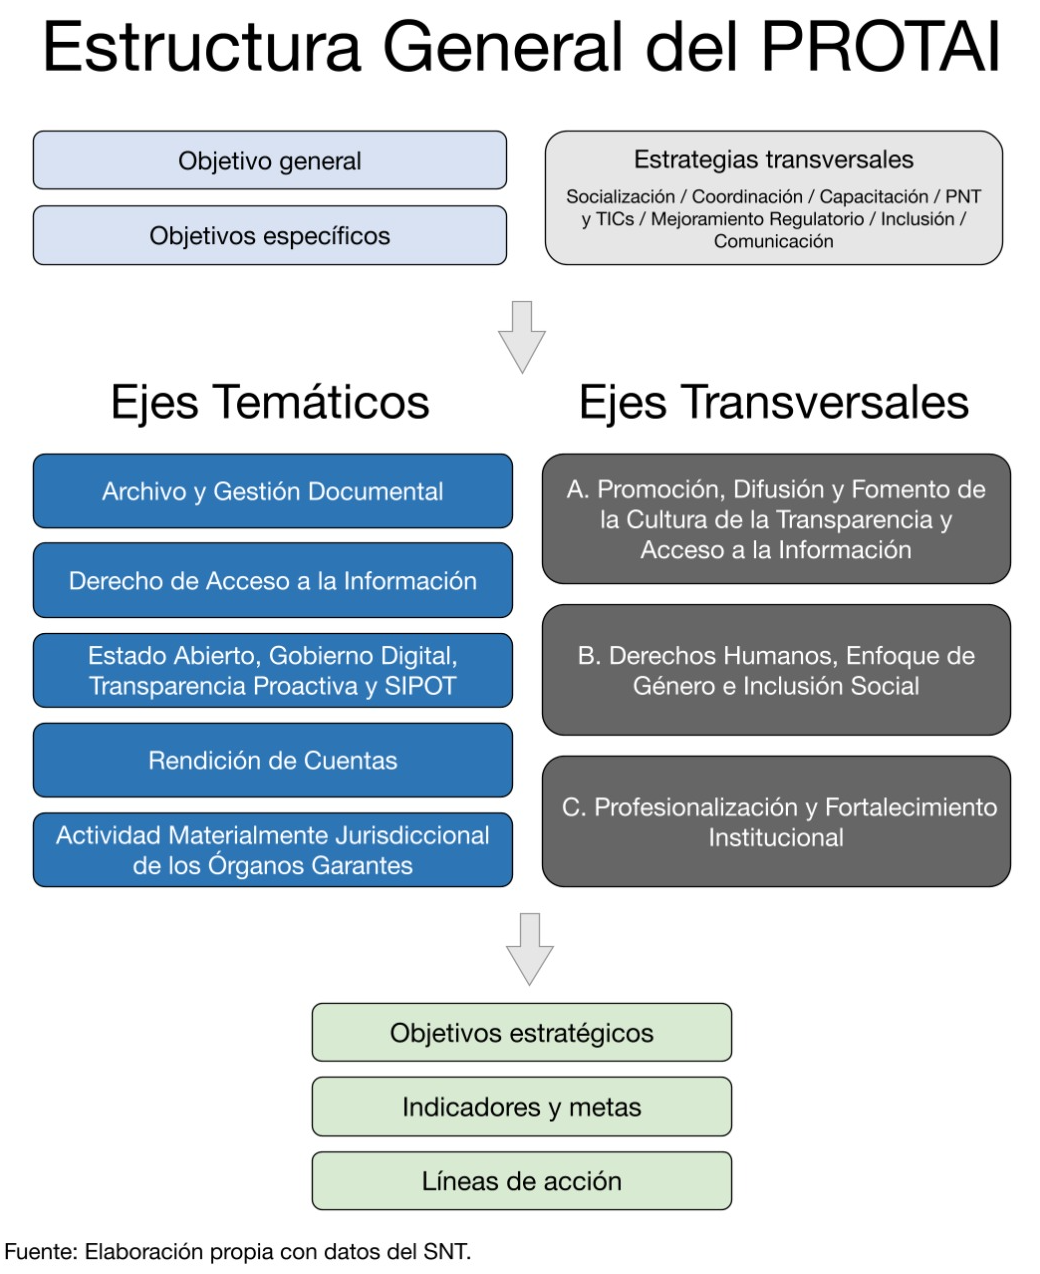 Estructura General del PROTAI
Objetivo general
Objetivos específicos
Estrategias transversales
Socialización / Coordinación / Capacitación / PNT
y TICs / Mejoramiento Regulatorio / Inclusión /
Comunicación
Ejes Temáticos
Archivo y Gestión Documental
Derecho de Acceso a la Información
Estado Abierto, Gobierno Digital,
Transparencia Proactiva y SIPOT
Rendición de Cuentas
Actividad Materialmente Jurisdiccional
de los Órganos Garantes
Ejes Transversales
A. Promoción, Difusión y Fomento de
la Cultura de la Transparencia y
Acceso a la Información
B. Derechos Humanos, Enfoque de
Género e Inclusión Social
C. Profesionalización y Fortalecimiento
Institucional
Objetivos estratégicos
Indicadores y metas
Líneas de acción
Fuente: Elaboración propia con datos del SNT.